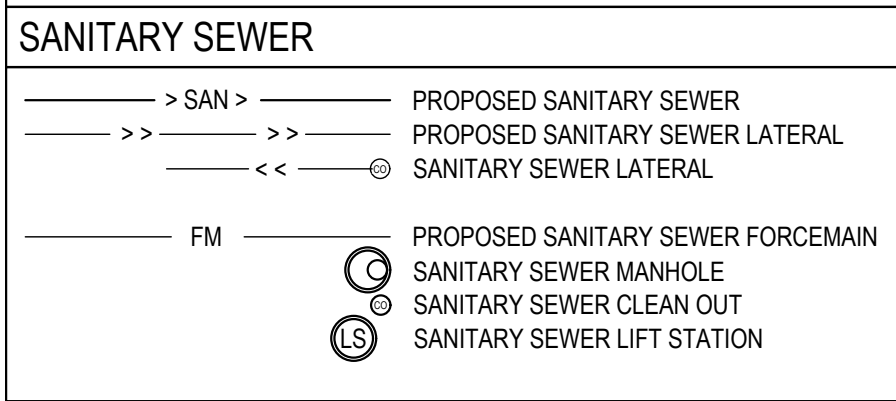 SANITARY SEWER
> SAN > PROPOSED SANITARY SEWER
> > > > PROPOSED SANITARY SEWER LATERAL
< < CO SANITARY SEWER LATERAL
FM PROPOSED SANITARY SEWER FORCEMAIN
SANITARY SEWER MANHOLE
CO SANITARY SEWER CLEAN OUT
LS SANITARY SEWER LIFT STATION